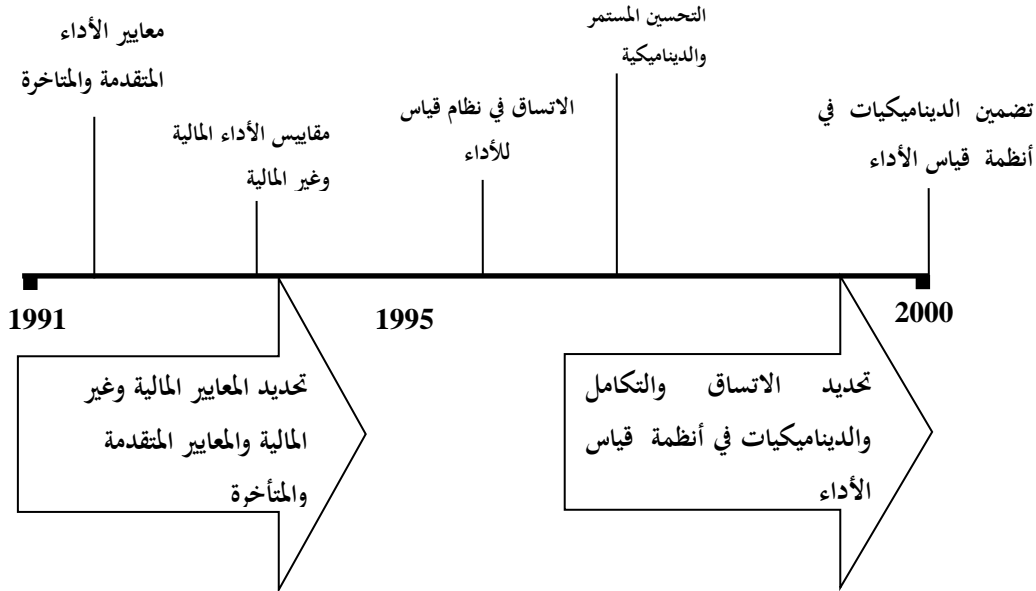 معايير الأداء
المتقدمة والمتاخرة
مقاييس الأداء المالية
وغير المالية
الاتساق في نظام قياس
للأداء
التحسين المستمر
والديناميكية
تضمين الديناميكيات في
أنظمة قياس الأداء
1991
1995
2000
تحديد المعايير المالية وغير
المالية والمعايير المتقدمة
والمتأخرة
تحديد الاتساق والتكامل
والديناميكيات في أنظمة قياس
الأداء